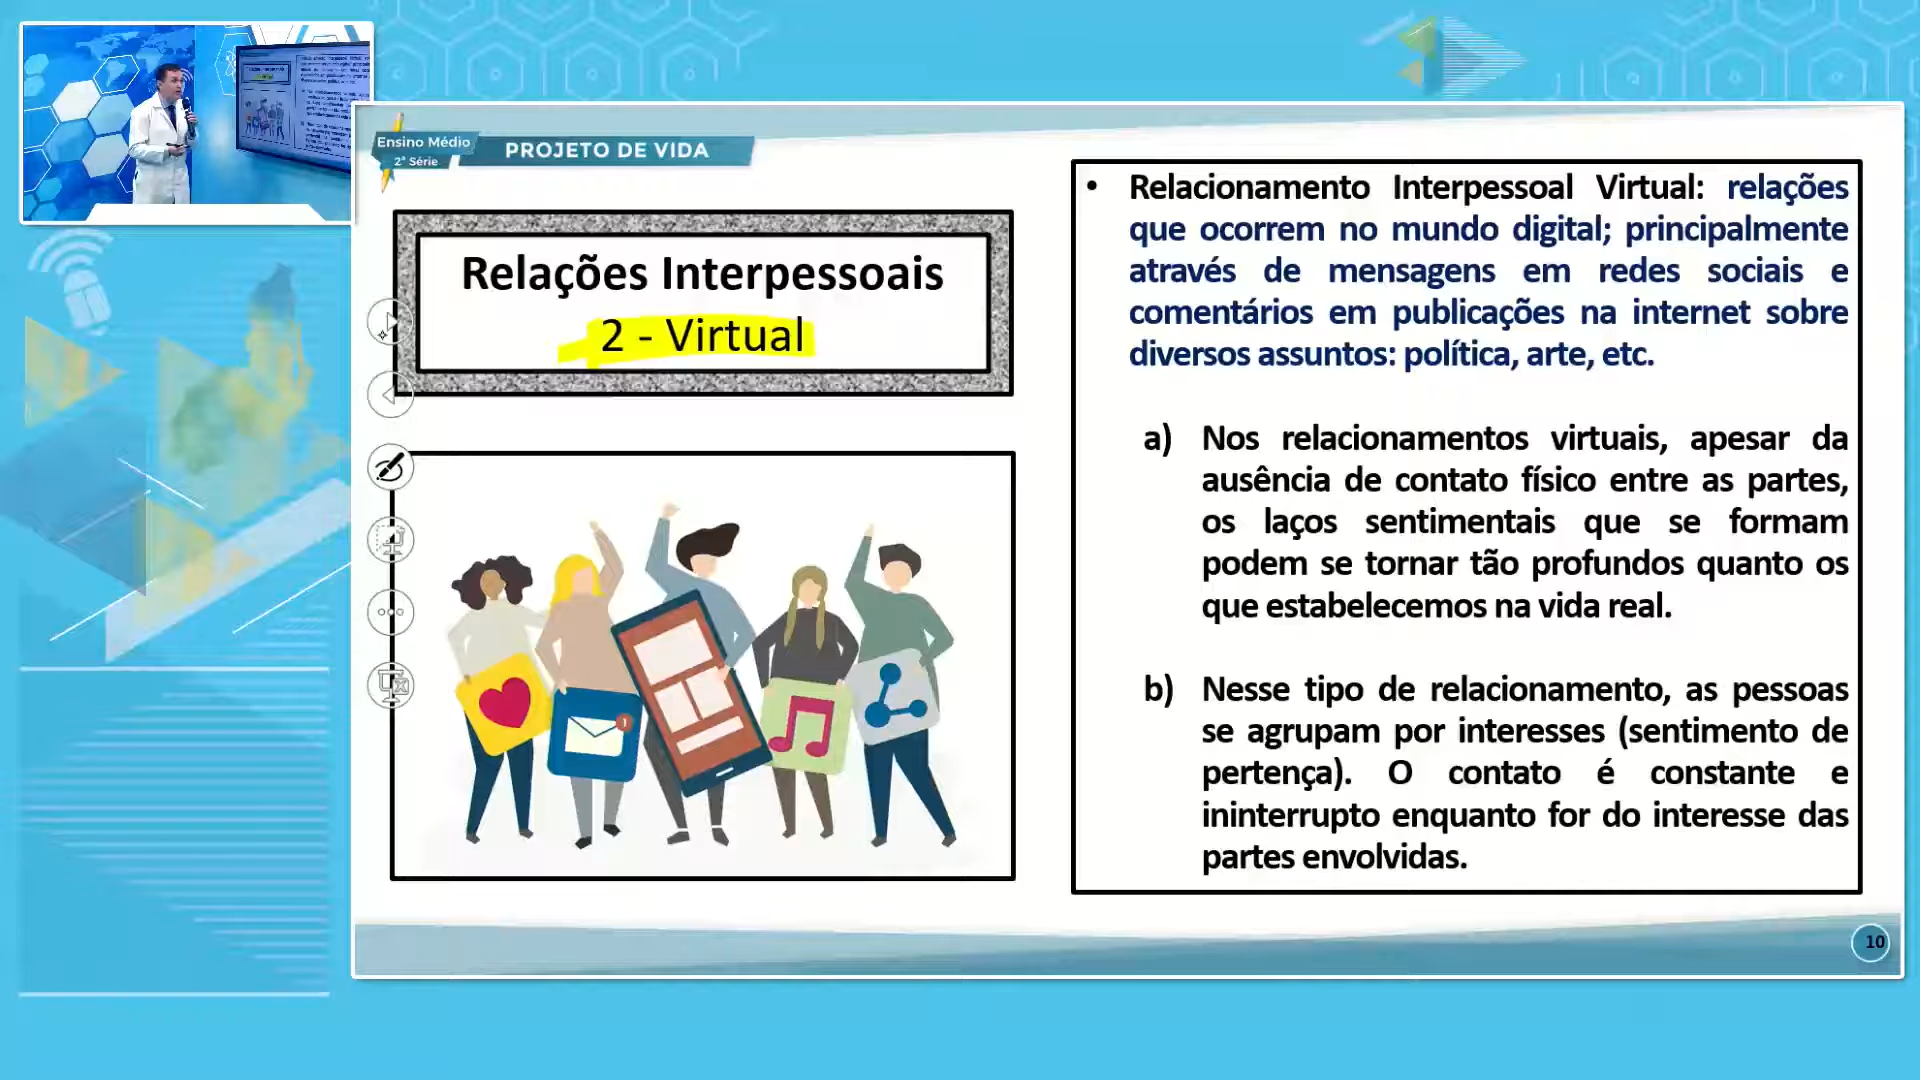 Ensino Médio
2ª Série
PROJETO DE VIDA
Relações Interpessoais
2 - Virtual
1
• Relacionamento Interpessoal Virtual: relações
que ocorrem no mundo digital; principalmente
através de mensagens em redes sociais e
comentários em publicações na internet sobre
diversos assuntos: política, arte, etc.
a) Nos relacionamentos virtuais, apesar da
ausência de contato físico entre as partes,
os laços sentimentais que se formam
podem se tornar tão profundos quanto os
que estabelecemos na vida real.
b) Nesse tipo de relacionamento, as pessoas
se agrupam por interesses (sentimento de
pertença). O contato é constante e
ininterrupto enquanto for do interesse das
partes envolvidas.
10